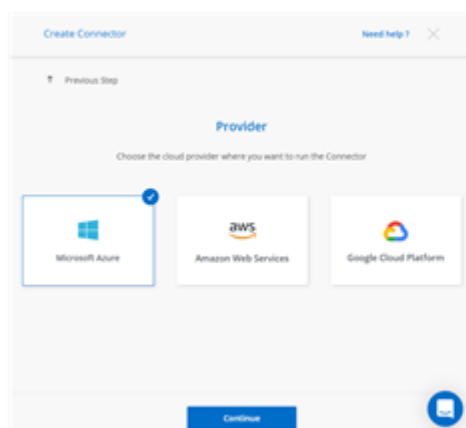 Create Connector
Need help ?
Previous Step
Provider
Choose the cloud provider where you want to run the Connector
Microsoft Azure
aws
Amazon Web Services
Google Cloud Platform
Continue